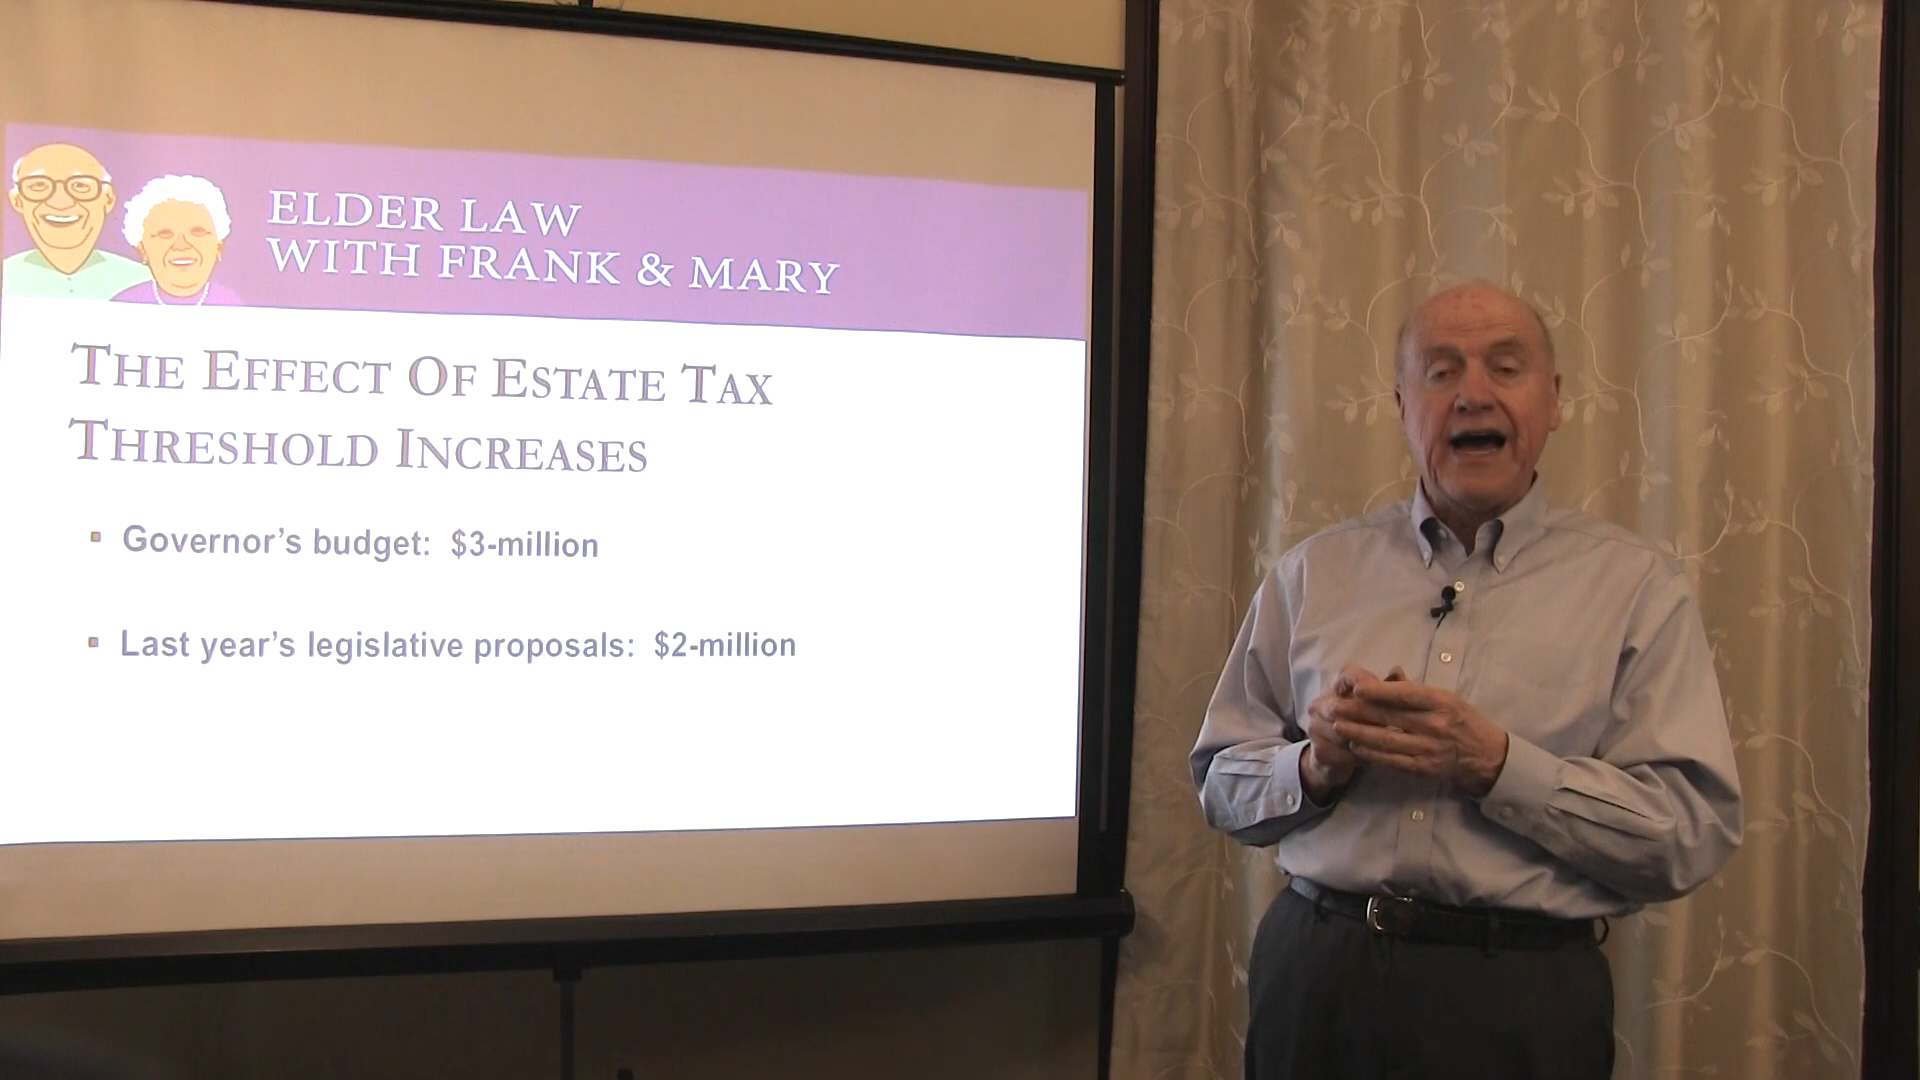 ELDER LAW
WITH FRANK & MARY
THE EFFECT OF ESTATE TAX
THRESHOLD INCREASES
▪ Governor's budget: $3-million
▪ Last year's legislative proposals: $2-million